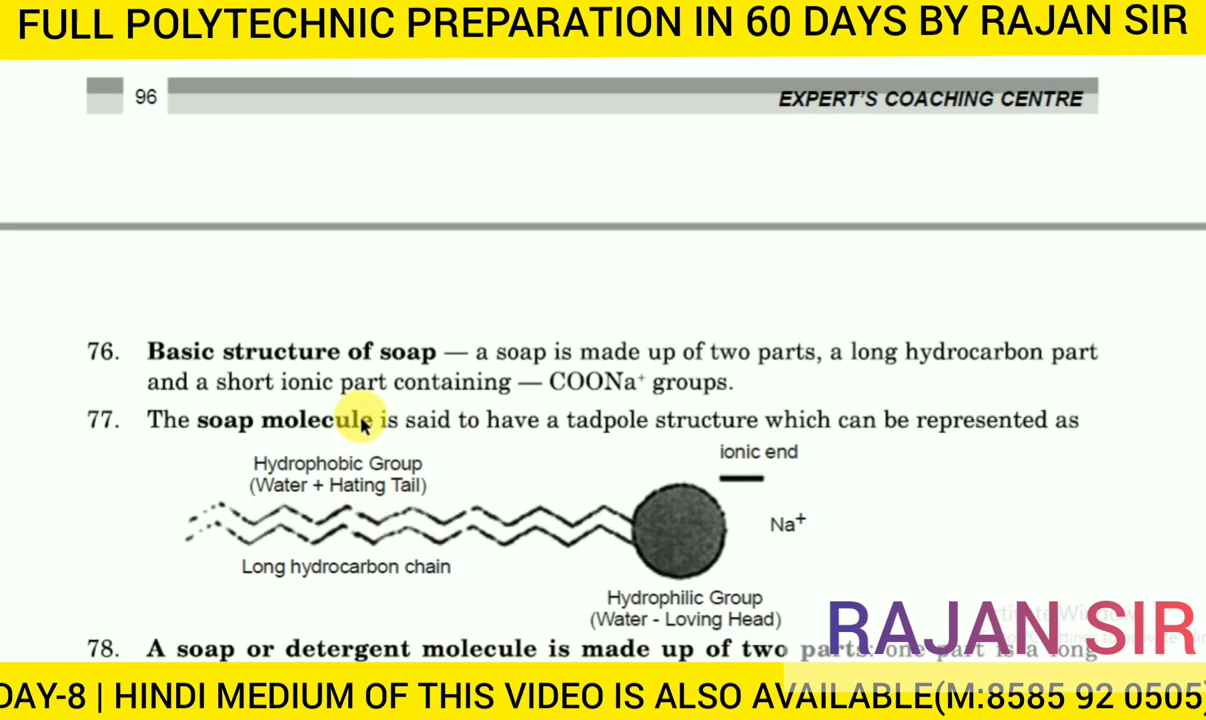 FULL POLYTECHNIC PREPARATION IN 60 DAYS BY RAJAN SIR
96
EXPERT'S COACHING CENTRE
76. Basic structure of soap — a soap is made up of two parts, a long hydrocarbon part
and a short ionic part containing — COONa⁺ groups.
77. The soap molecule is said to have a tadpole structure which can be represented as
ionic end
Hydrophobic Group
(Water + Hating Tail)
Na⁺
Long hydrocarbon chain
Hydrophilic Group
(Water - Loving Head)
RAJAN SIR
78. A soap or detergent molecule is made up of two parts: one part is a long
DAY-8 | HINDI MEDIUM OF THIS VIDEO IS ALSO AVAILABLE(M:8585 92 0505)